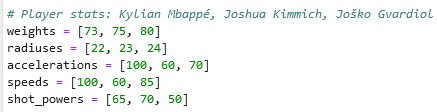 # Player stats: Kylian Mbappé, Joshua Kimmich, Joško Gvardiol
weights = [73, 75, 80]
radiuses = [22, 23, 24]
accelerations = [100, 60, 70]
speeds = [100, 60, 85]
shot_powers = [65, 70, 50]